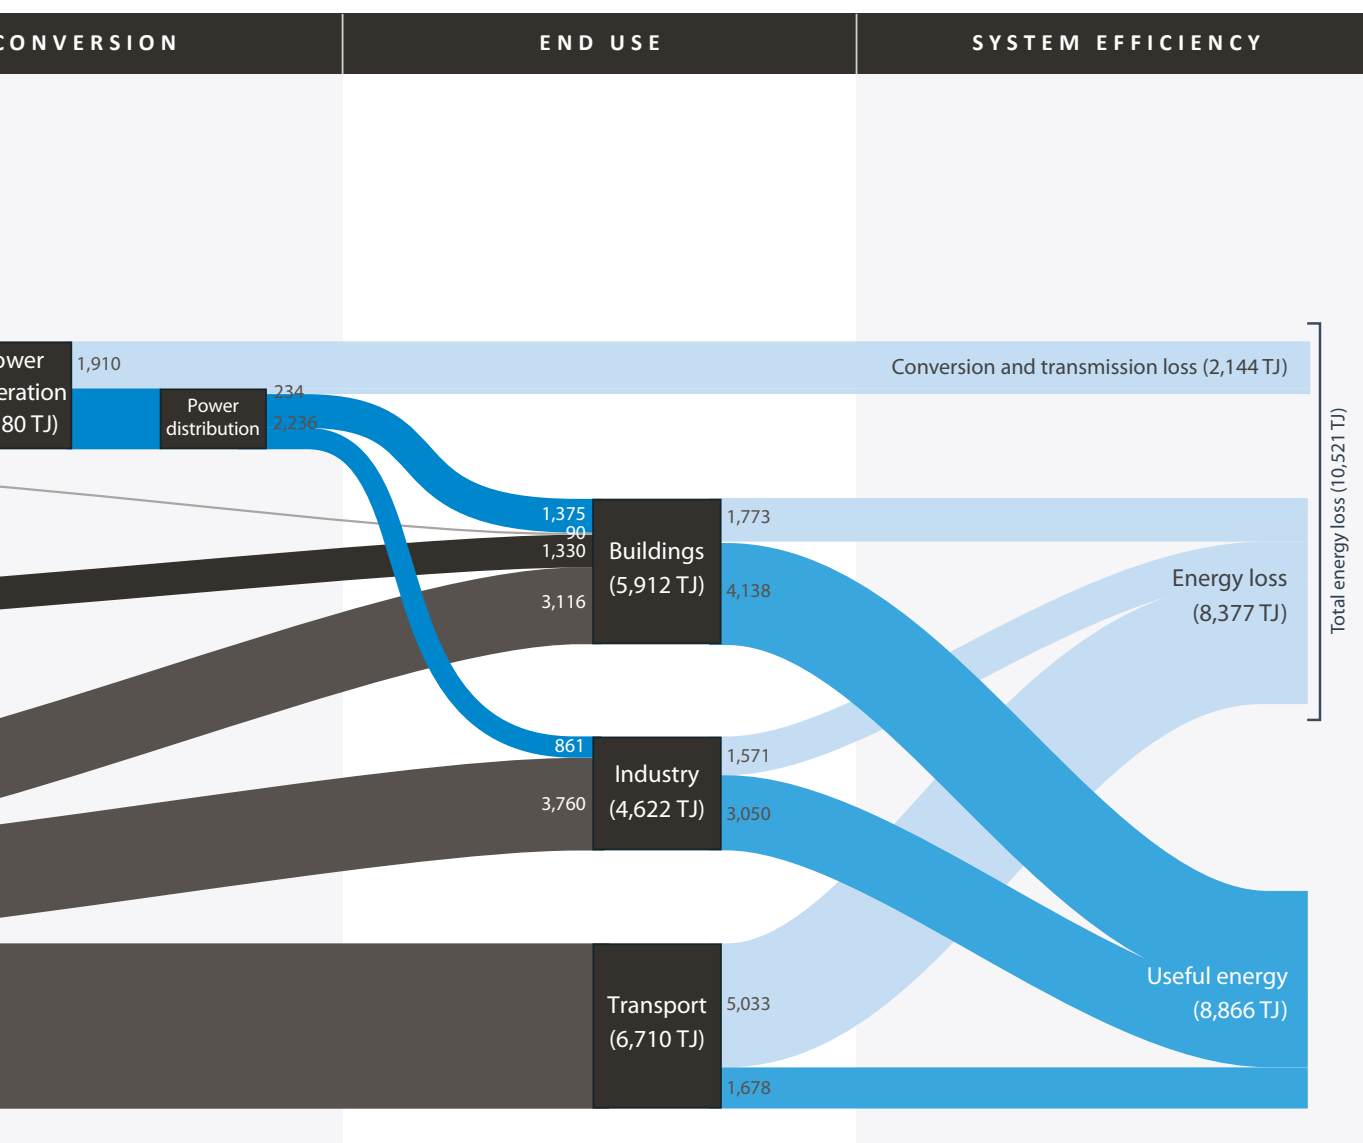 CONVERSION
END USE
SYSTEM EFFICIENCY
ower
eration
80 TJ)
1,910
Conversion and transmission loss (2,144 TJ)
Power
distribution
234
2,236
1,375
90
1,330
3,116
Buildings
(5,912 TJ)
1,773
4,138
Energy loss
(8,377 TJ)
Total energy loss (10,521 TJ)
861
3,760
Industry
(4,622 TJ)
1,571
3,050
Transport
(6,710 TJ)
5,033
1,678
Useful energy
(8,866 TJ)